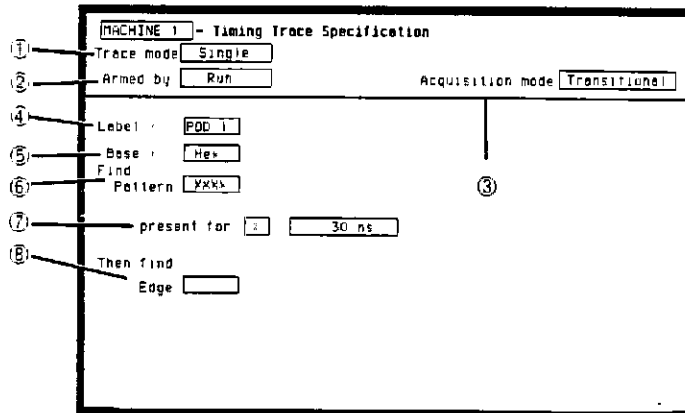 MACHINE 1 - Timing Trace Specification
① Trace mode Single
② Armed by Run Acquisition mode Transitional
④ Label POD 1
⑤ Base Hex
Find
⑥ Pattern XXXX
③
⑦ present for 30 ns
Then find
⑧ Edge